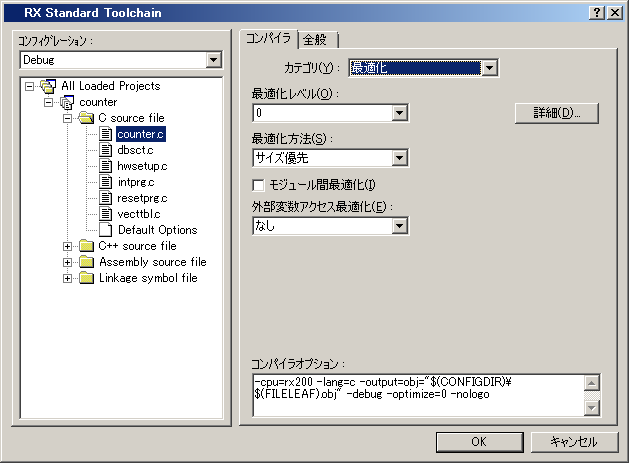 RX Standard Toolchain
コンフィグレーション :
Debug
All Loaded Projects
counter
C source file
counter.c
dbsct.c
hwsetup.c
intprg.c
resetprg.c
vecttbl.c
Default Options
C++ source file
Assembly source file
Linkage symbol file
コンパイラ 全般
カテゴリ(Y) : 最適化
最適化レベル(O) :
0
詳細(D)...
最適化方法(S) :
サイズ優先
モジュール間最適化(I)
外部変数アクセス最適化(E) :
なし
コンパイラオプション :
-cpu=rx200 -lang=c -output=obj="$(CONFIGDIR)¥
$(FILELEAF).obj" -debug -optimize=0 -nologo
OK キャンセル